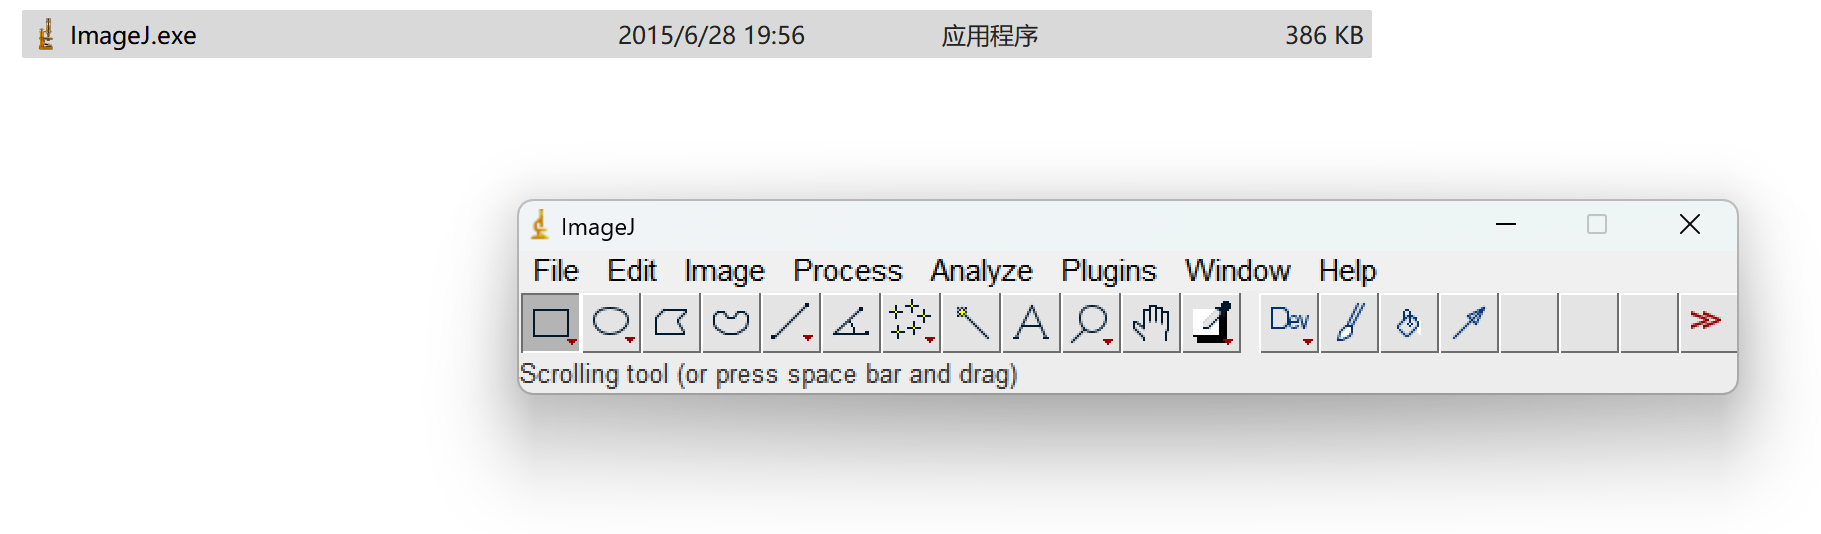 ImageJ.exe 2015/6/28 19:56 应用程序 386 KB
ImageJ
File Edit Image Process Analyze Plugins Window Help
A Dev >>
Scrolling tool (or press space bar and drag)